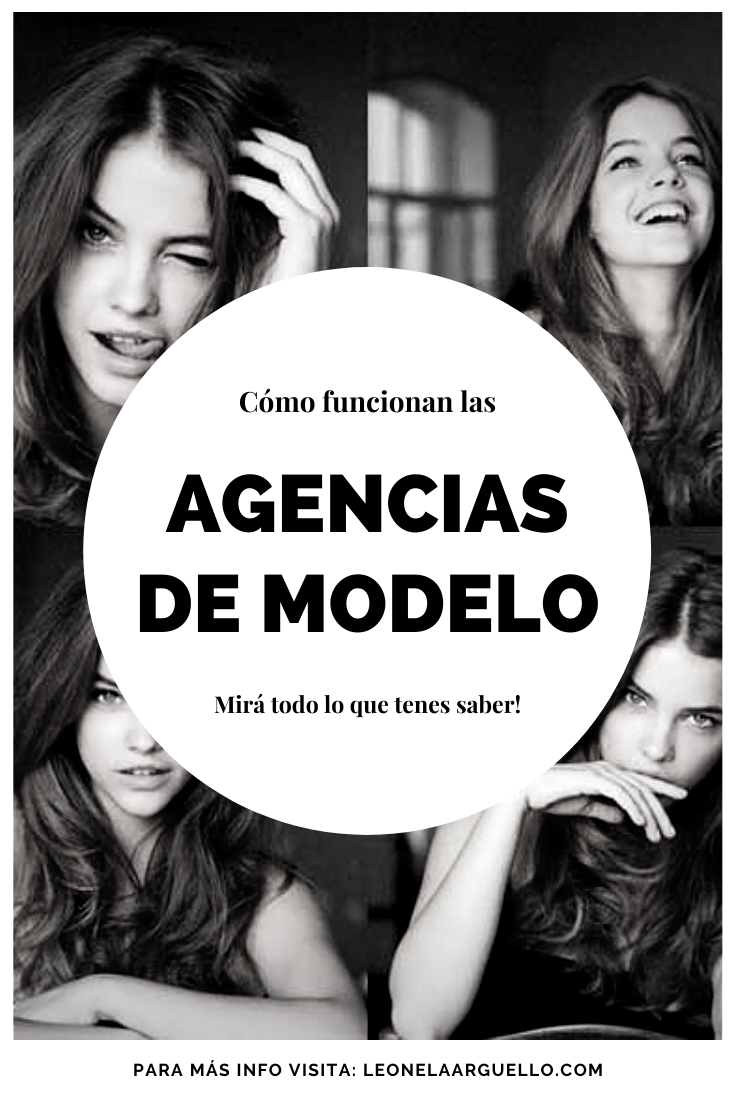 Cómo funcionan las
AGENCIAS
DE MODELO
Mirá todo lo que tenes saber!
PARA MÁS INFO VISITA: LEONELAARGUELLO.COM